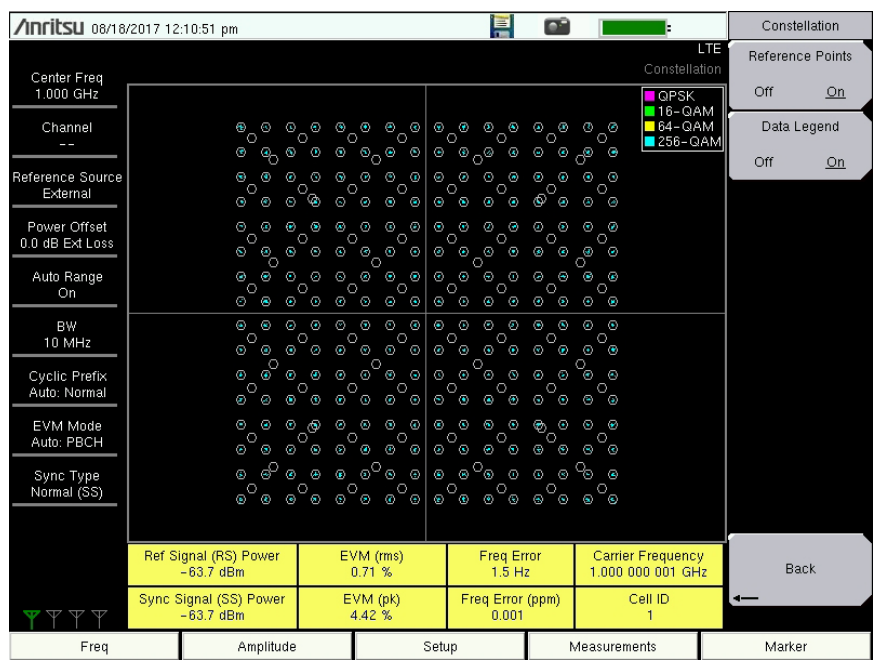 Anritsu 08/18/2017 12:10:51 pm
Constellation
LTE
Constellation
Center Freq
1.000 GHz
Channel
--
Reference Source
External
Power Offset
0.0 dB Ext Loss
Auto Range
On
BW
10 MHz
Cyclic Prefix
Auto: Normal
EVM Mode
Auto: PBCH
Sync Type
Normal (SS)
QPSK
16-QAM
64-QAM
256-QAM
Reference Points
Off On
Data Legend
Off On
Back
Ref Signal (RS) Power
-63.7 dBm
EVM (rms)
0.71 %
Freq Error
1.5 Hz
Carrier Frequency
1.000 000 001 GHz
Sync Signal (SS) Power
-63.7 dBm
EVM (pk)
4.42 %
Freq Error (ppm)
0.001
Cell ID
1
Freq
Amplitude
Setup
Measurements
Marker